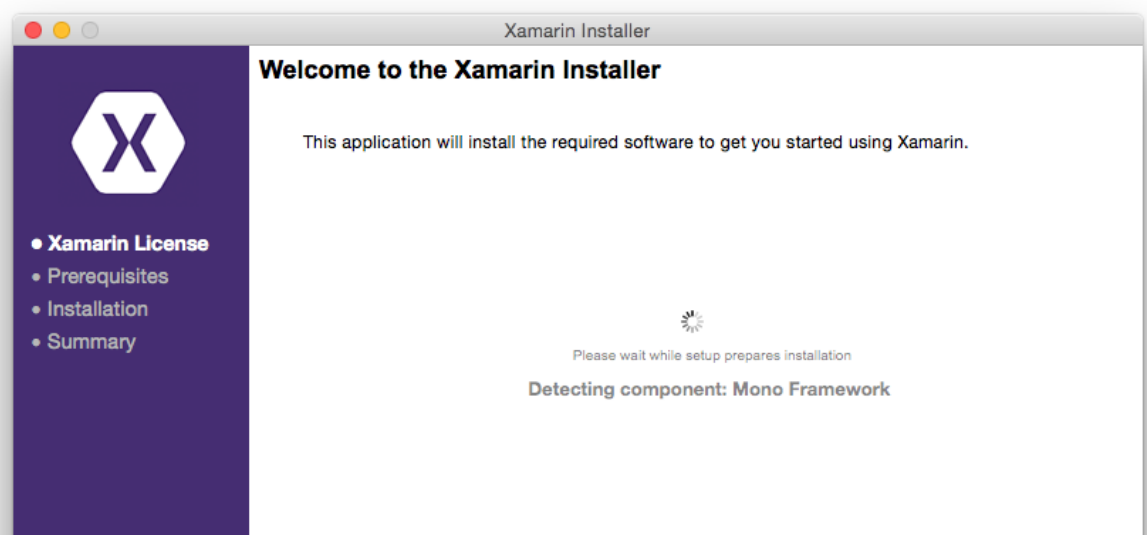 Xamarin Installer
Welcome to the Xamarin Installer
This application will install the required software to get you started using Xamarin.
• Xamarin License
• Prerequisites
• Installation
• Summary
Please wait while setup prepares installation
Detecting component: Mono Framework